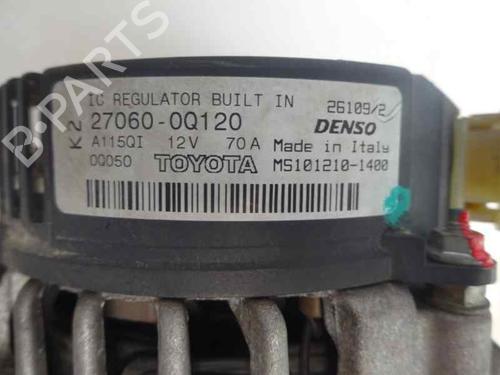 B-PARTS
IC REGULATOR BUILT IN 26109/2
K2 27060-0Q120 DENSO
A115QI 12V 70A Made in Italy
0Q050 TOYOTA MS101210-1400